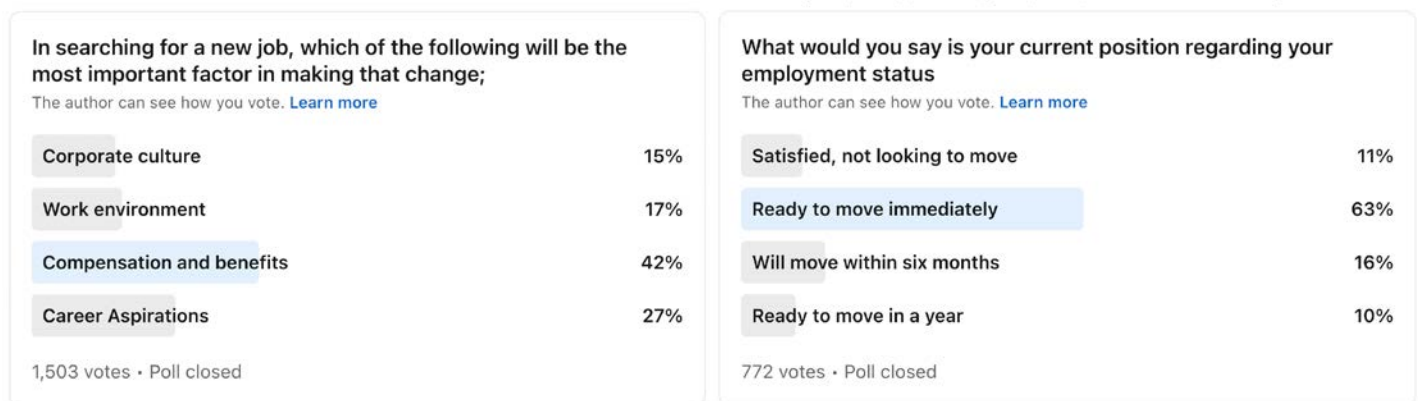 In searching for a new job, which of the following will be the
most important factor in making that change;
The author can see how you vote. Learn more
Corporate culture 15%
Work environment 17%
Compensation and benefits 42%
Career Aspirations 27%
1,503 votes • Poll closed
What would you say is your current position regarding your
employment status
The author can see how you vote. Learn more
Satisfied, not looking to move 11%
Ready to move immediately 63%
Will move within six months 16%
Ready to move in a year 10%
772 votes • Poll closed